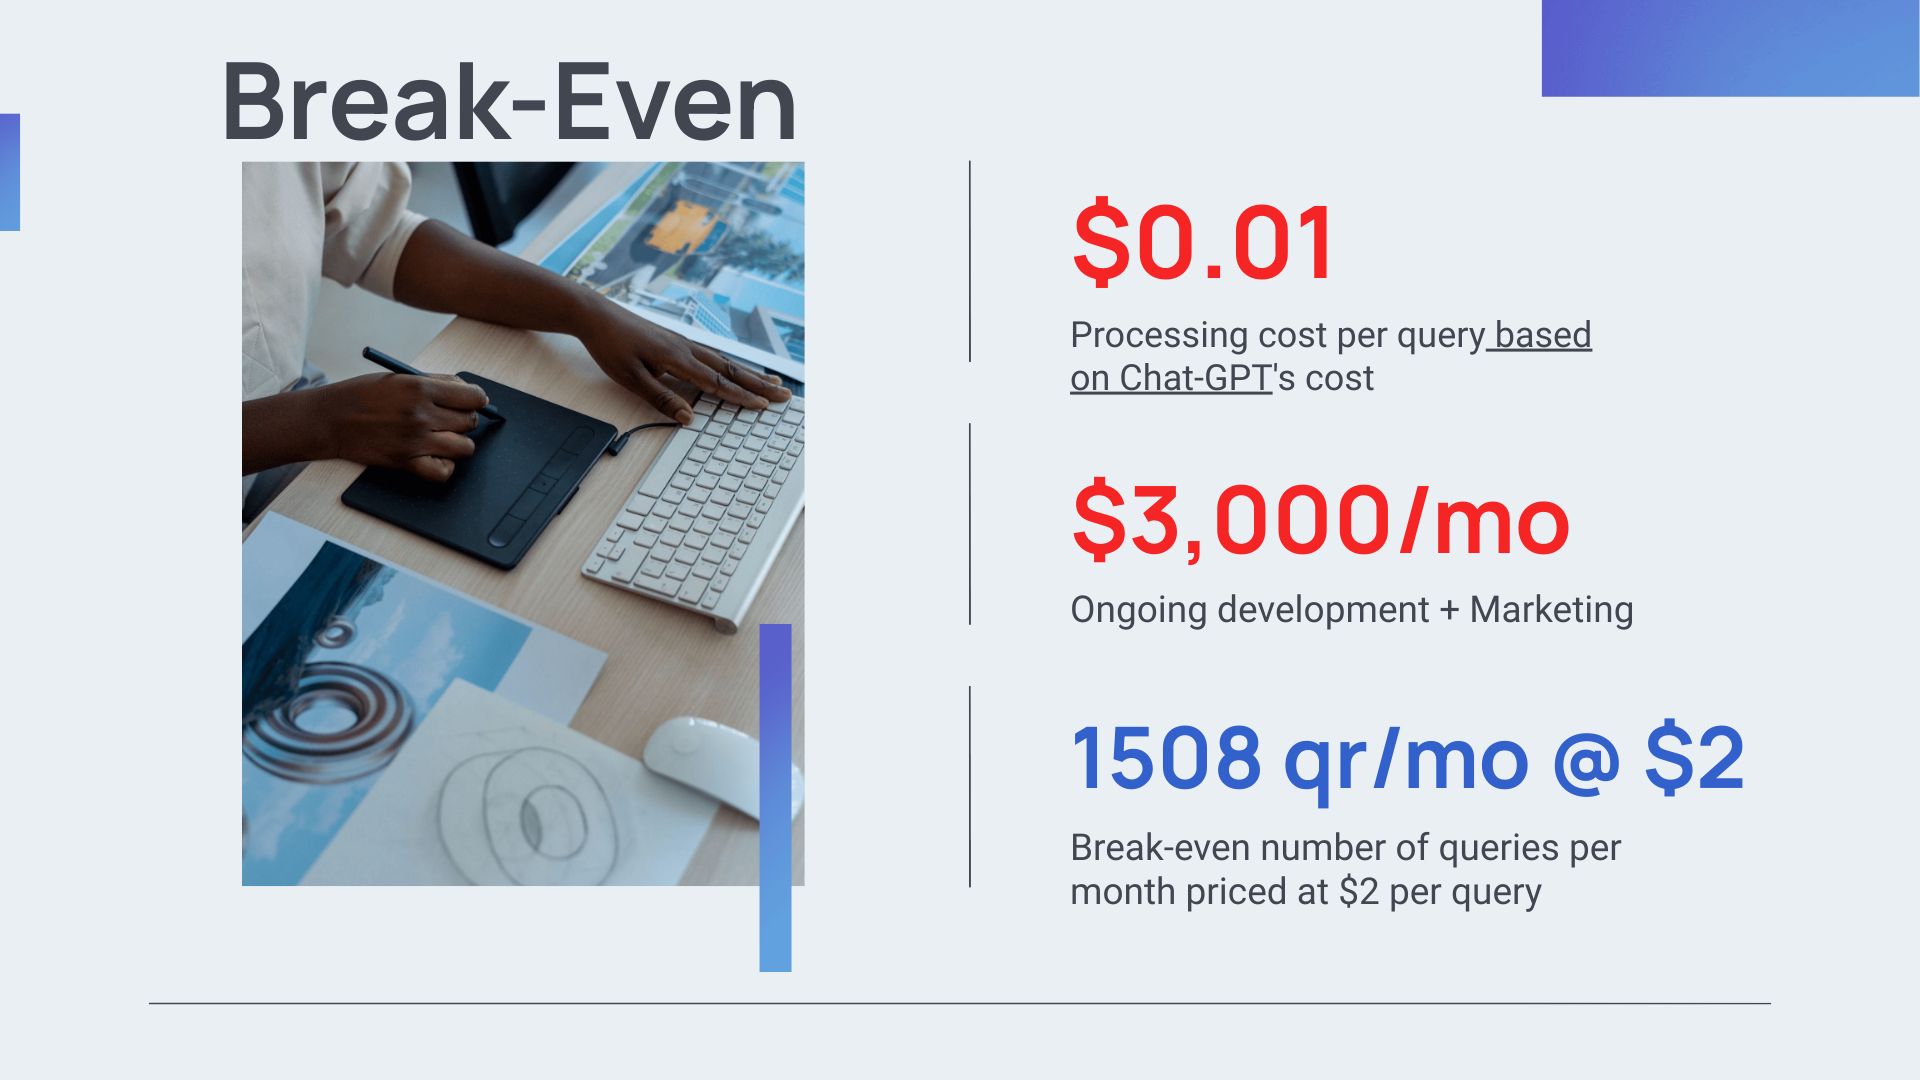 Break-Even
$0.01
Processing cost per query based
on Chat-GPT's cost
$3,000/mo
Ongoing development + Marketing
1508 qr/mo @ $2
Break-even number of queries per
month priced at $2 per query